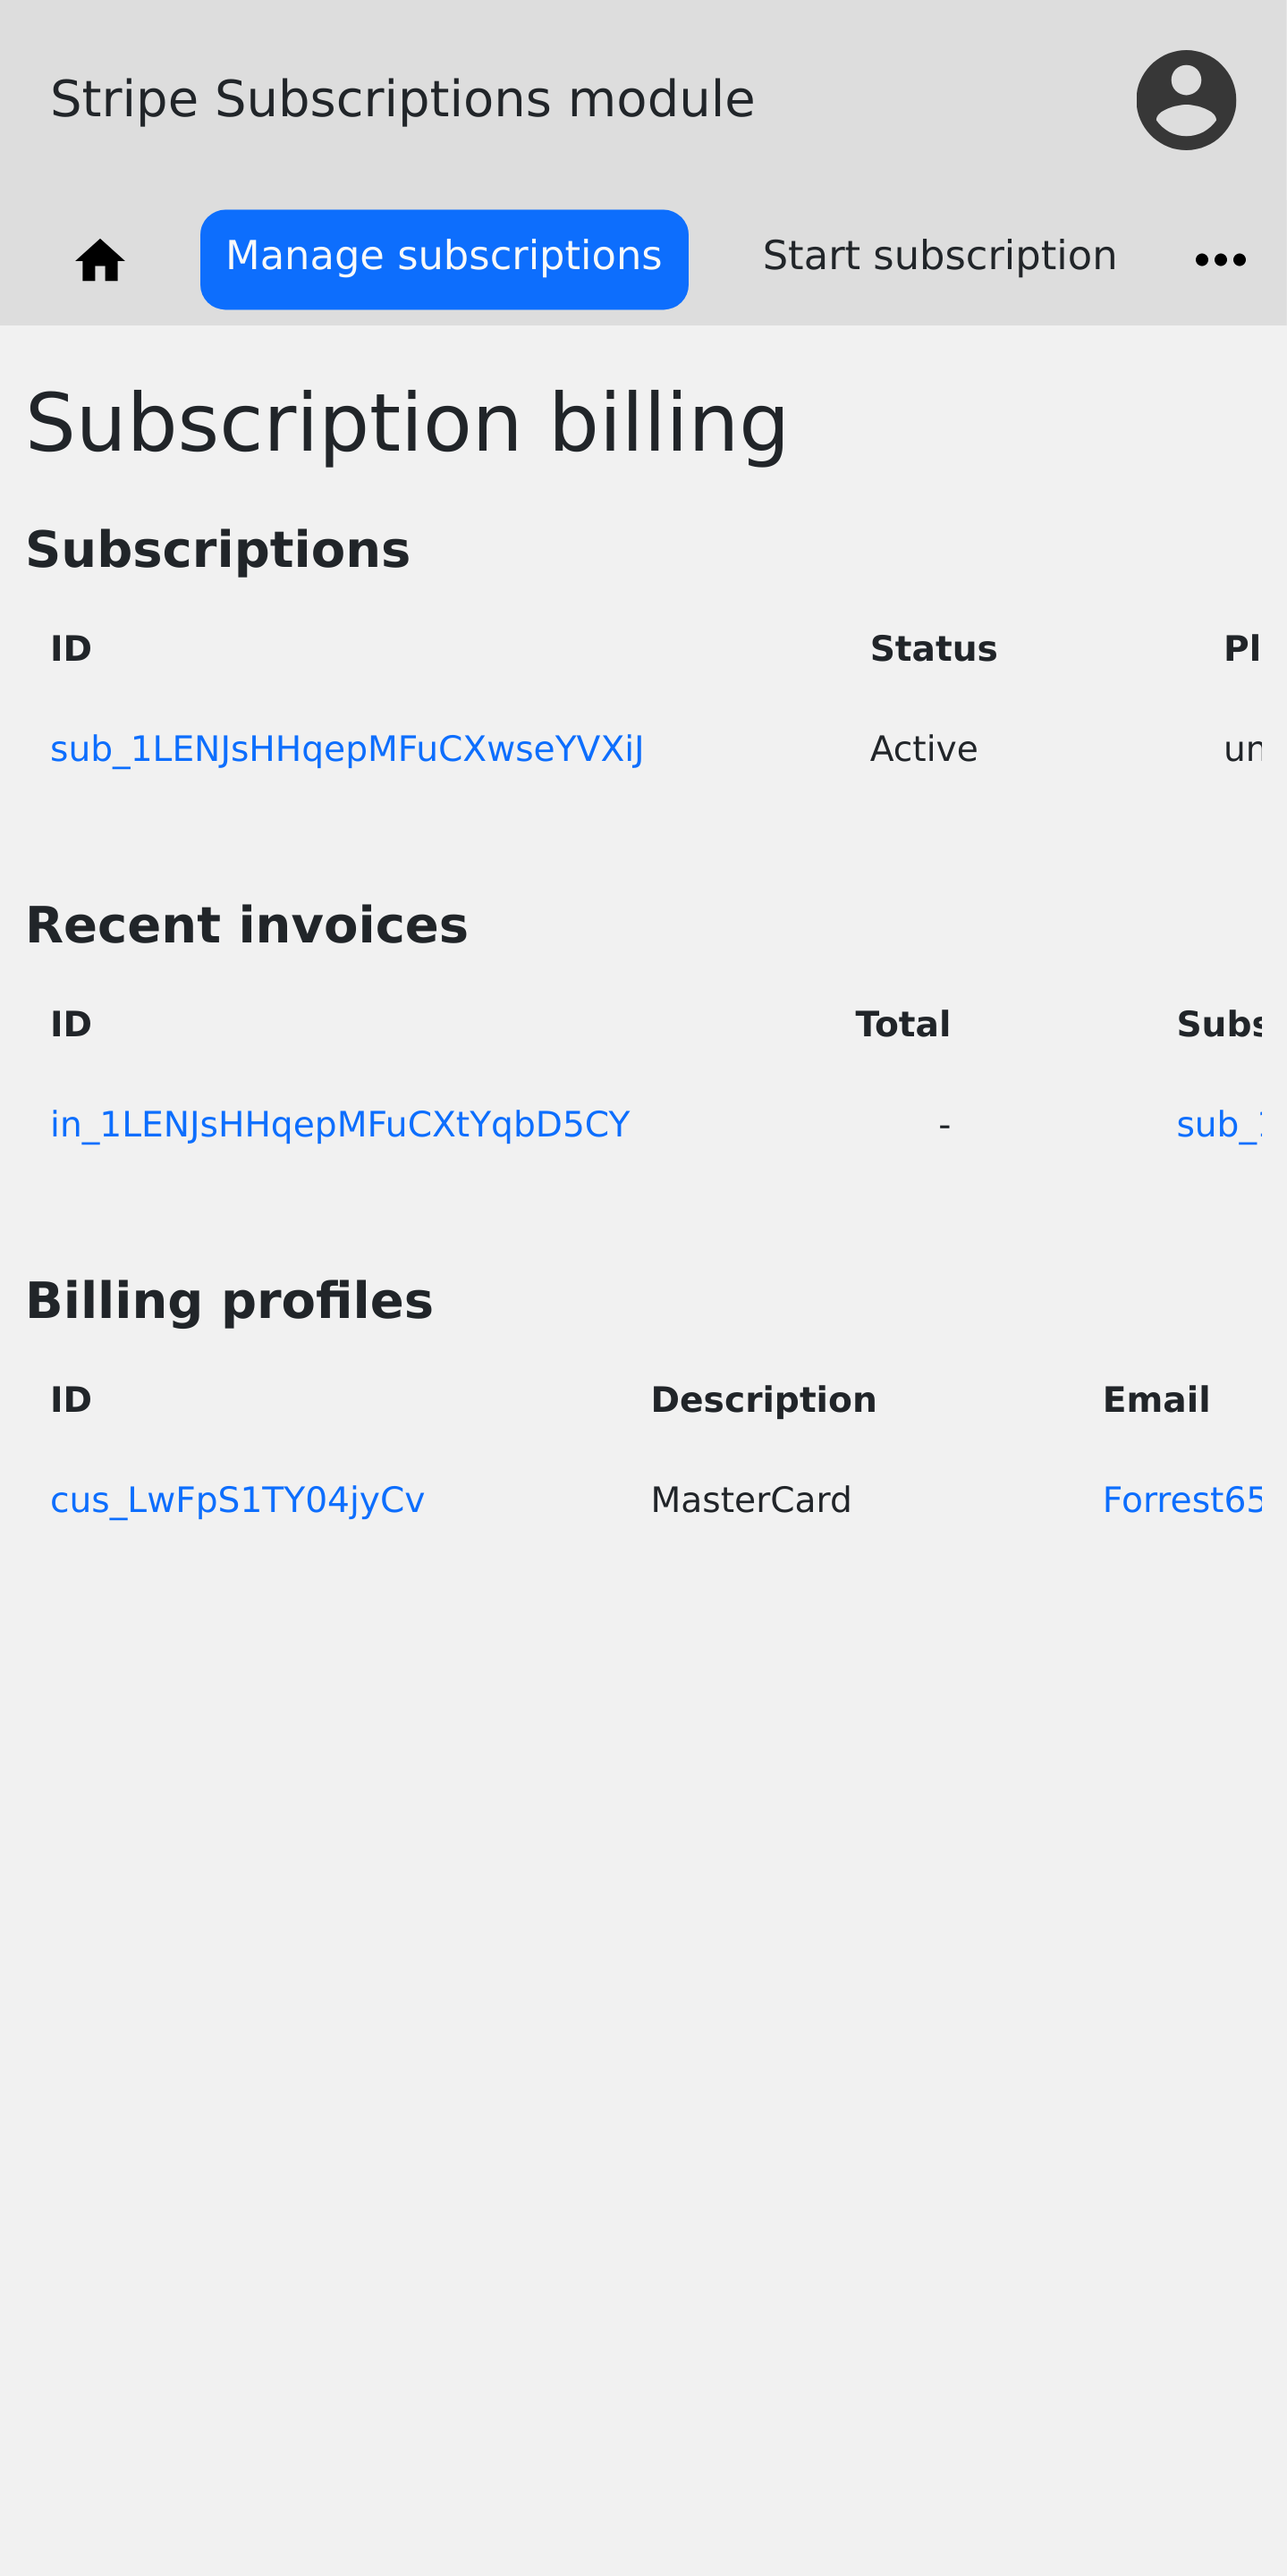 Stripe Subscriptions module
Manage subscriptions Start subscription
Subscription billing
Subscriptions
ID Status Pl
sub_1LENJsHHqepMFuCXwseYVXiJ Active un
Recent invoices
ID Total Subs
in_1LENJsHHqepMFuCXtYqbD5CY - sub_
Billing profiles
ID Description Email
cus_LwFpS1TY04jyCv MasterCard Forrest65